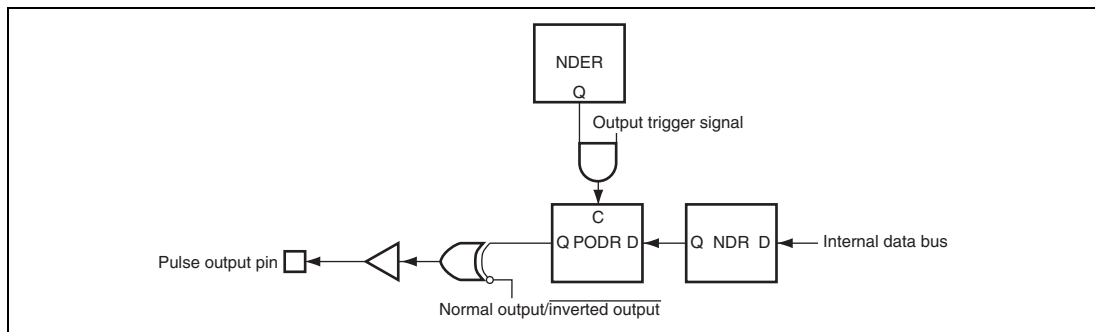 NDER
Q
Output trigger signal
C
Q PODR D
Q NDR D
Internal data bus
Pulse output pin
Normal output/inverted output